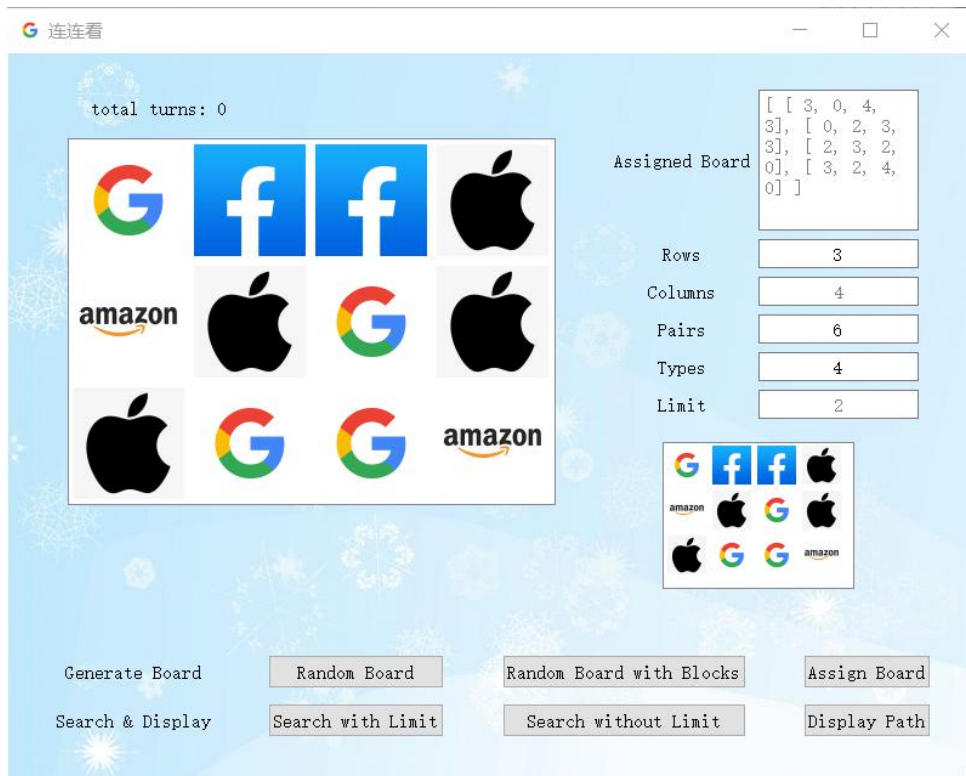 连连看
total turns: 0
[ [ 3, 0, 4,
3], [ 0, 2, 3,
3], [ 2, 3, 2,
0], [ 3, 2, 4,
0] ]
Assigned Board
Rows 3
Columns 4
amazon
Pairs 6
Types 4
Limit 2
amazon
amazon
amazon
Generate Board Random Board Random Board with Blocks Assign Board
Search & Display Search with Limit Search without Limit Display Path